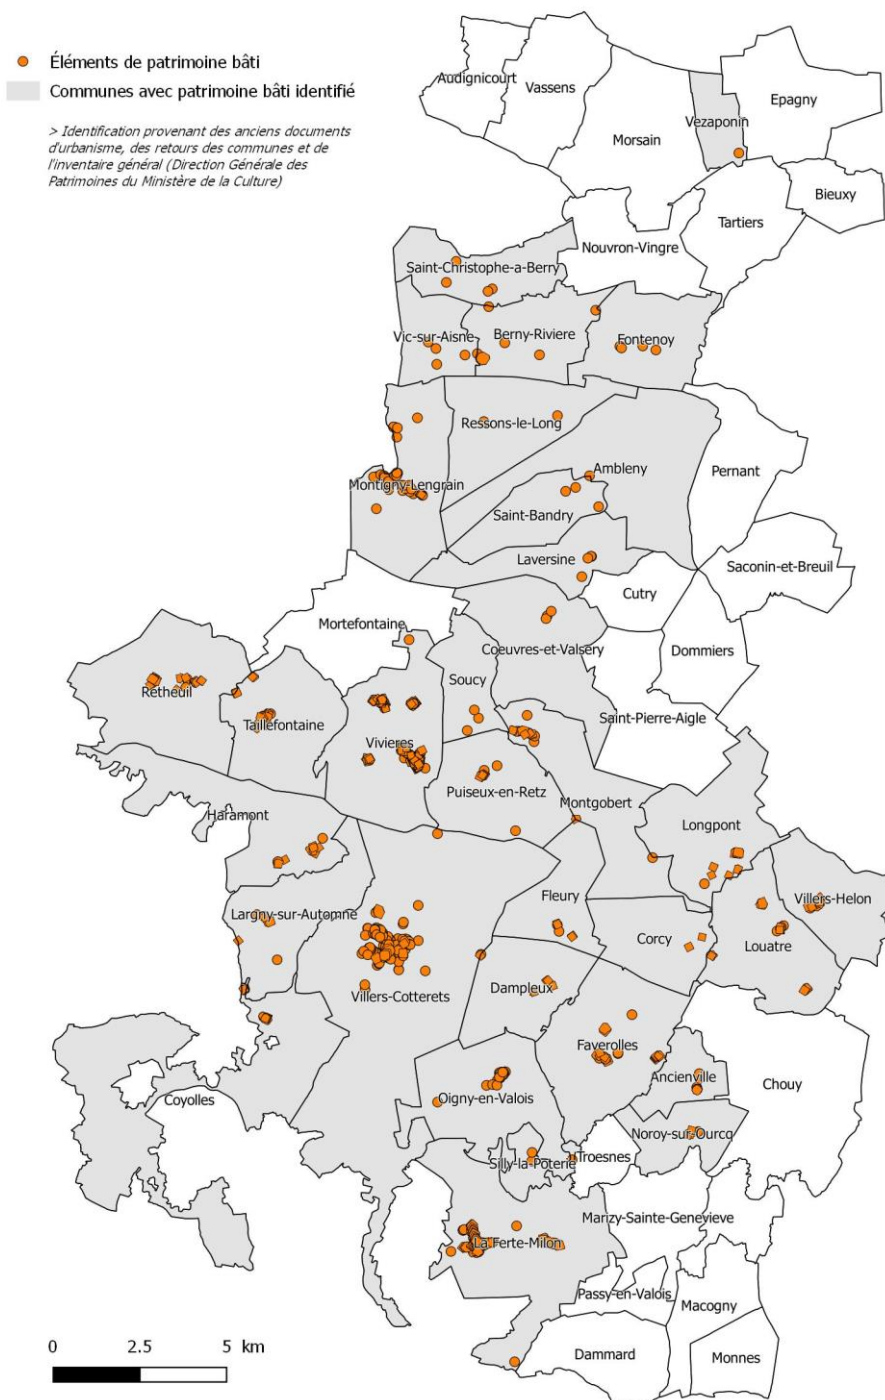 Éléments de patrimoine bâti
Communes avec patrimoine bâti identifié
> Identification provenant des anciens documents
d'urbanisme, des retours des communes et de
l'inventaire général (Direction Générale des
Patrimoines du Ministère de la Culture)
Audignicourt
Vassens
Morsain
Vezaponin
Epagny
Bieuxy
Tartiers
Nouvron-Vingre
Saint-Christophe-a-Berry
Vic-sur-Aisne
Berny-Riviere
Fontenoy
Ressons-le-Long
Ambleny
Pernant
Montigny-Lengrain
Saint-Bandry
Laversine
Saconin-et-Breuil
Cutry
Mortefontaine
Coeuvres-et-Valsery
Dommiers
Soucy
Retheuil
Taillefontaine
Saint-Pierre-Aigle
Vivieres
Puiseux-en-Retz
Montgobert
Longpont
Haramont
Fleury
Villers-Helon
Largny-sur-Automne
Corcy
Louatre
Villers-Cotterets
Dampleux
Faverolles
Ancienville
Chouy
Coyolles
Oigny-en-Valois
Noroy-sur-Ourcq
Silly-la-Poterie
Troesnes
Marizy-Sainte-Genevieve
La Ferte-Milon
Passy-en-Valois
Macogny
Dammard
Monnes
0 2.5 5 km